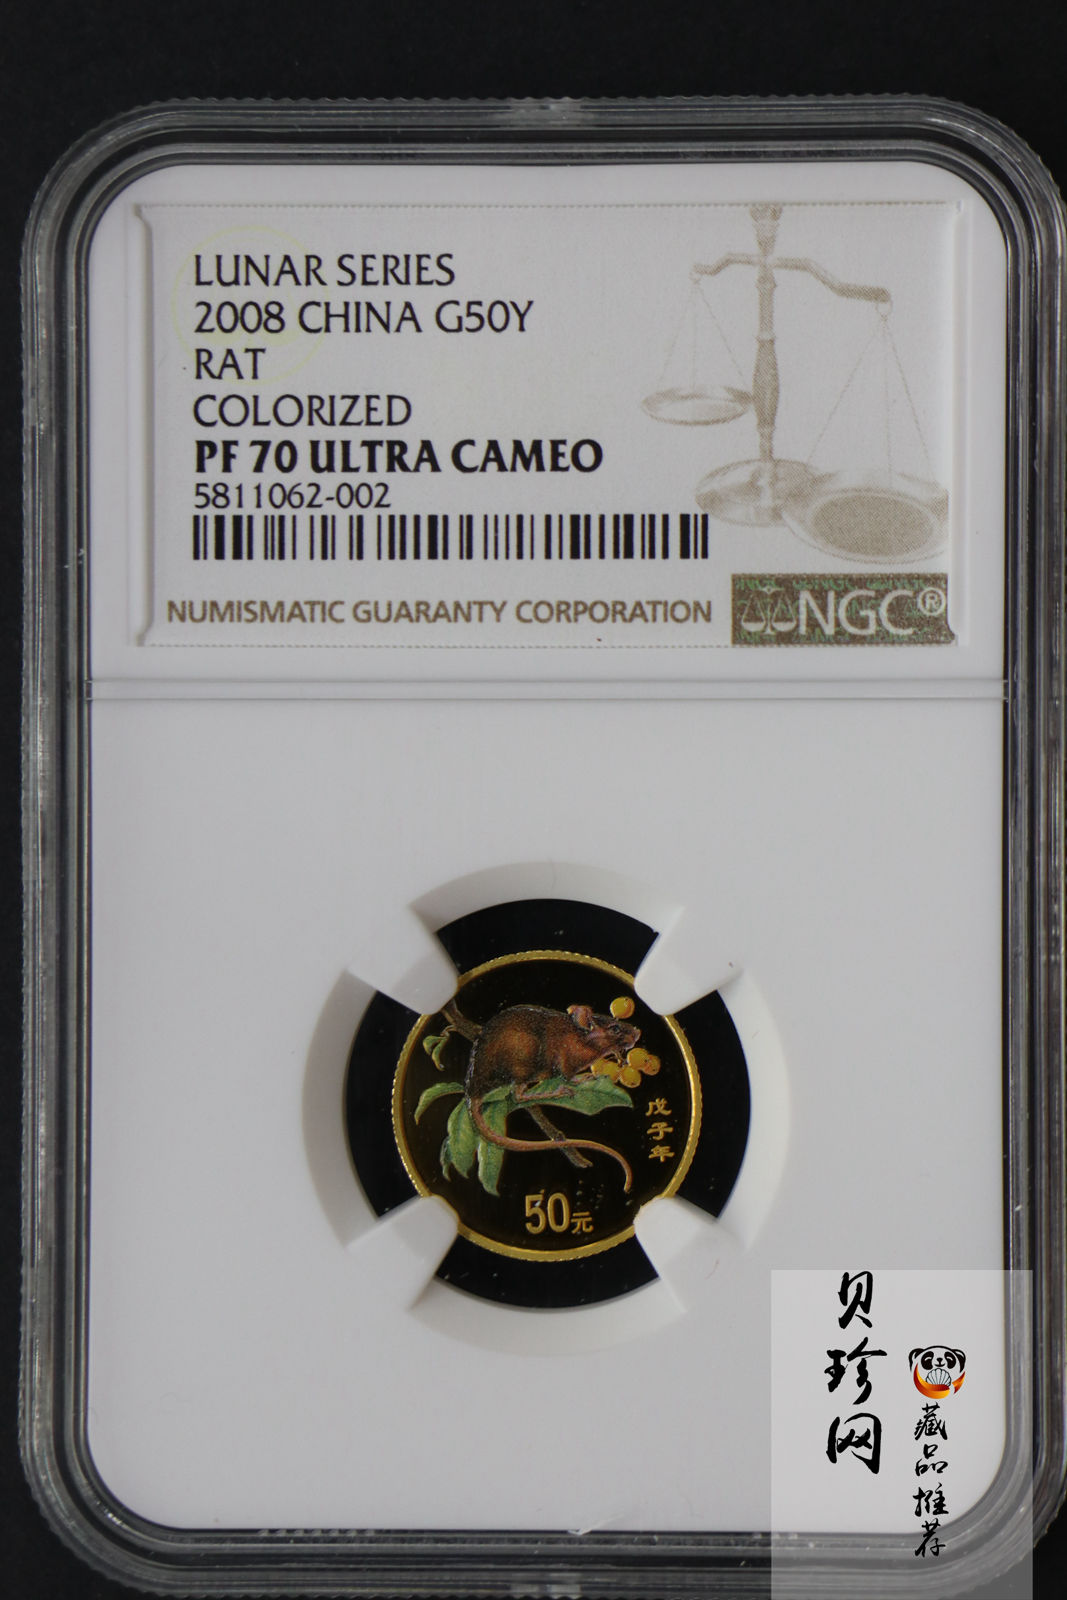 LUNAR SERIES
2008 CHINA G50Y
RAT
COLORIZED
PF 70 ULTRA CAMEO
5811062-002
NUMISMATIC GUARANTY CORPORATION
NGC®
戊子年
50元
贝珍网
藏品推荐